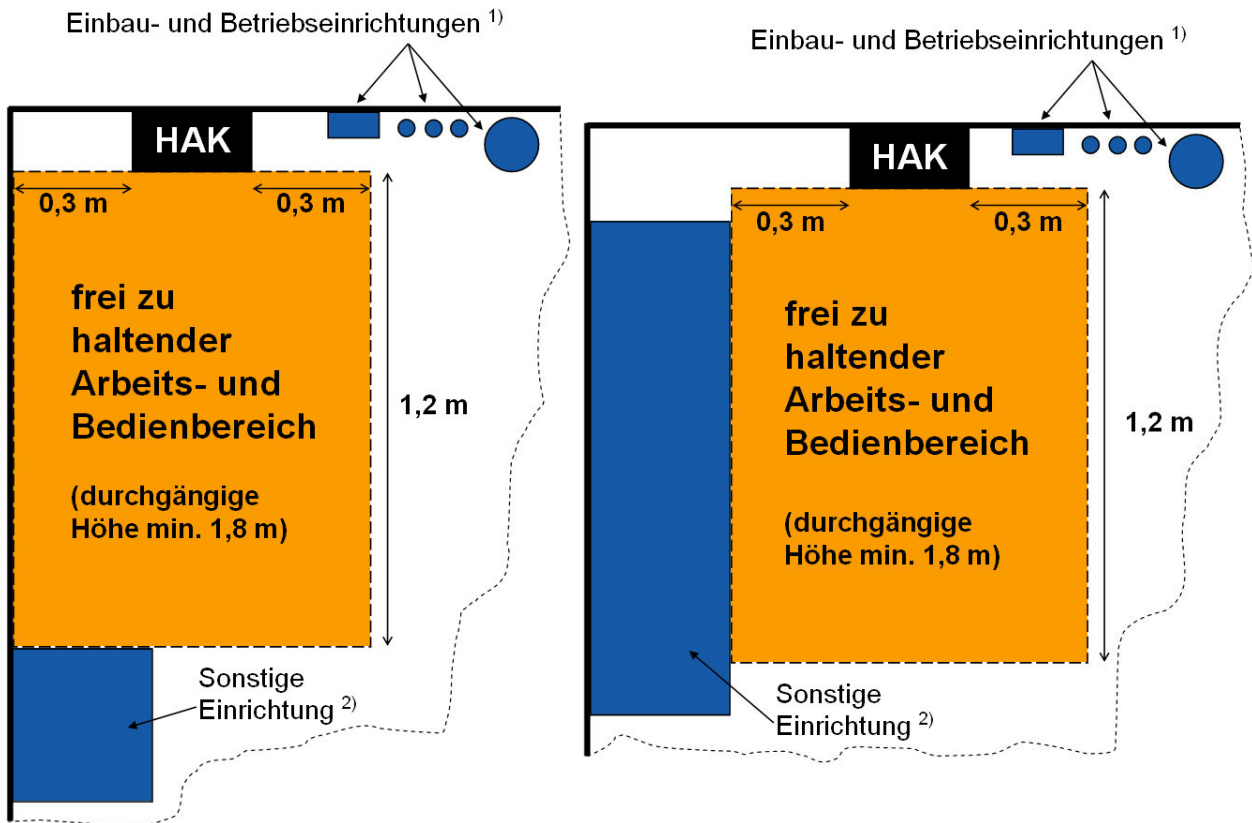 Einbau- und Betriebseinrichtungen 1)
HAK
0,3 m
0,3 m
frei zu
haltender
Arbeits- und
Bedienbereich
(durchgängige
Höhe min. 1,8 m)
1,2 m
Sonstige
Einrichtung 2)
Einbau- und Betriebseinrichtungen 1)
HAK
0,3 m
0,3 m
frei zu
haltender
Arbeits- und
Bedienbereich
(durchgängige
Höhe min. 1,8 m)
1,2 m
Sonstige
Einrichtung 2)